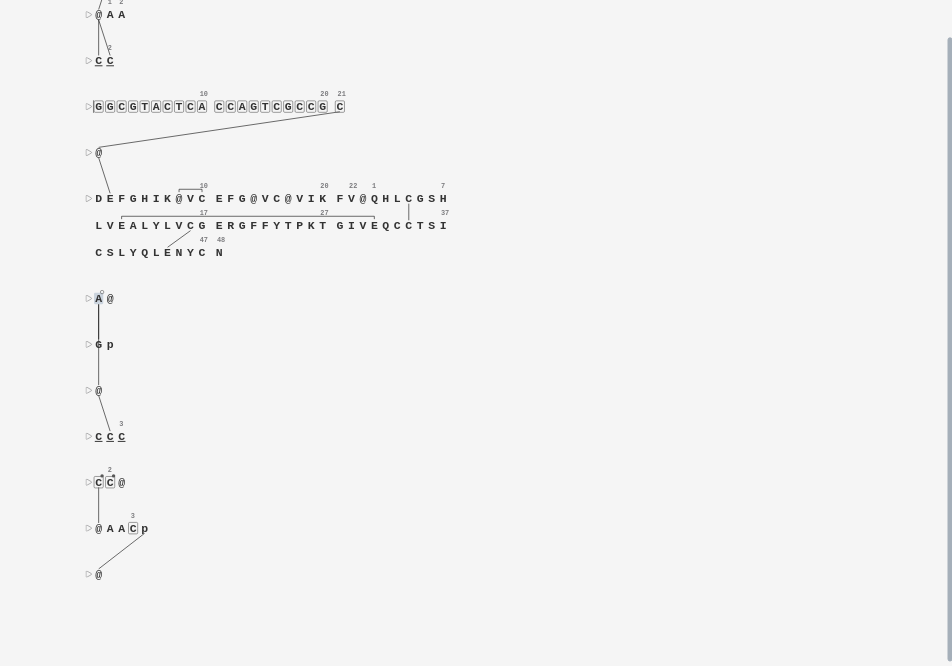 1 2
@ A A
2
C C
10 20 21
G G C G T A C T C A C C A G T C G C C G C
@
10 20 22 1 7
D E F G H I K @ V C E F G @ V C @ V I K F V @ Q H L C G S H
17 27 37
L V E A L Y L V C G E R G F F Y T P K T G I V E Q C C T S I
47 48
C S L Y Q L E N Y C N
A @
G p
@
3
C C C
2
C C @
3
@ A A C p
@